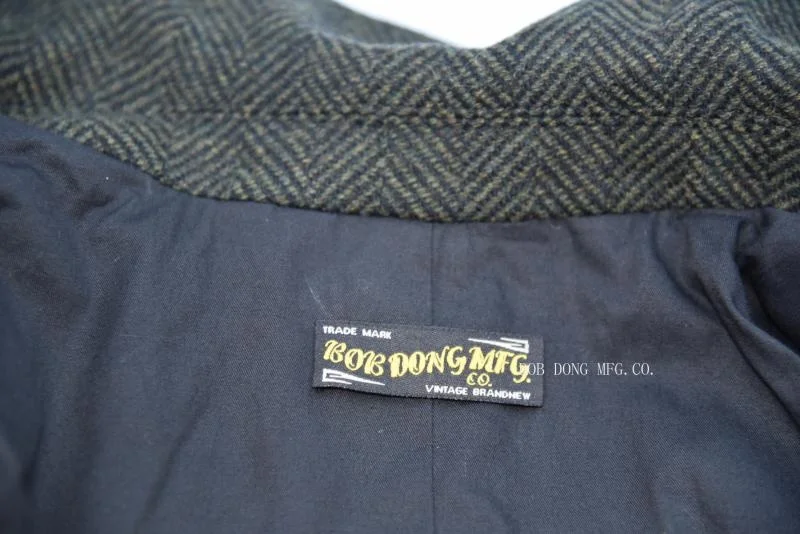 TRADE MARK
BOB DONG MFG.
CO.
VINTAGE BRANDNEW
BOB DONG MFG.CO.